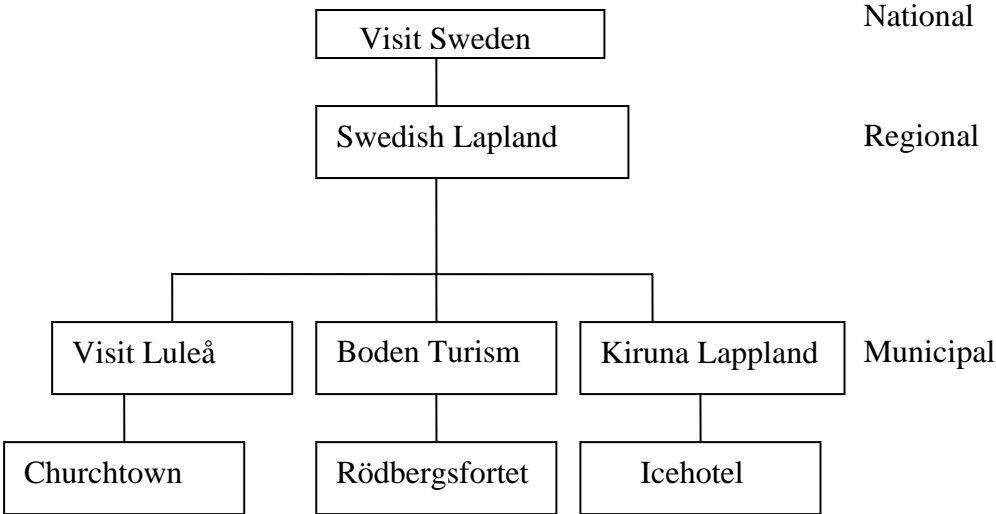 National
Visit Sweden
Swedish Lapland
Regional
Visit Luleå
Boden Turism
Kiruna Lappland
Municipal
Churchtown
Rödbergsfortet
Icehotel